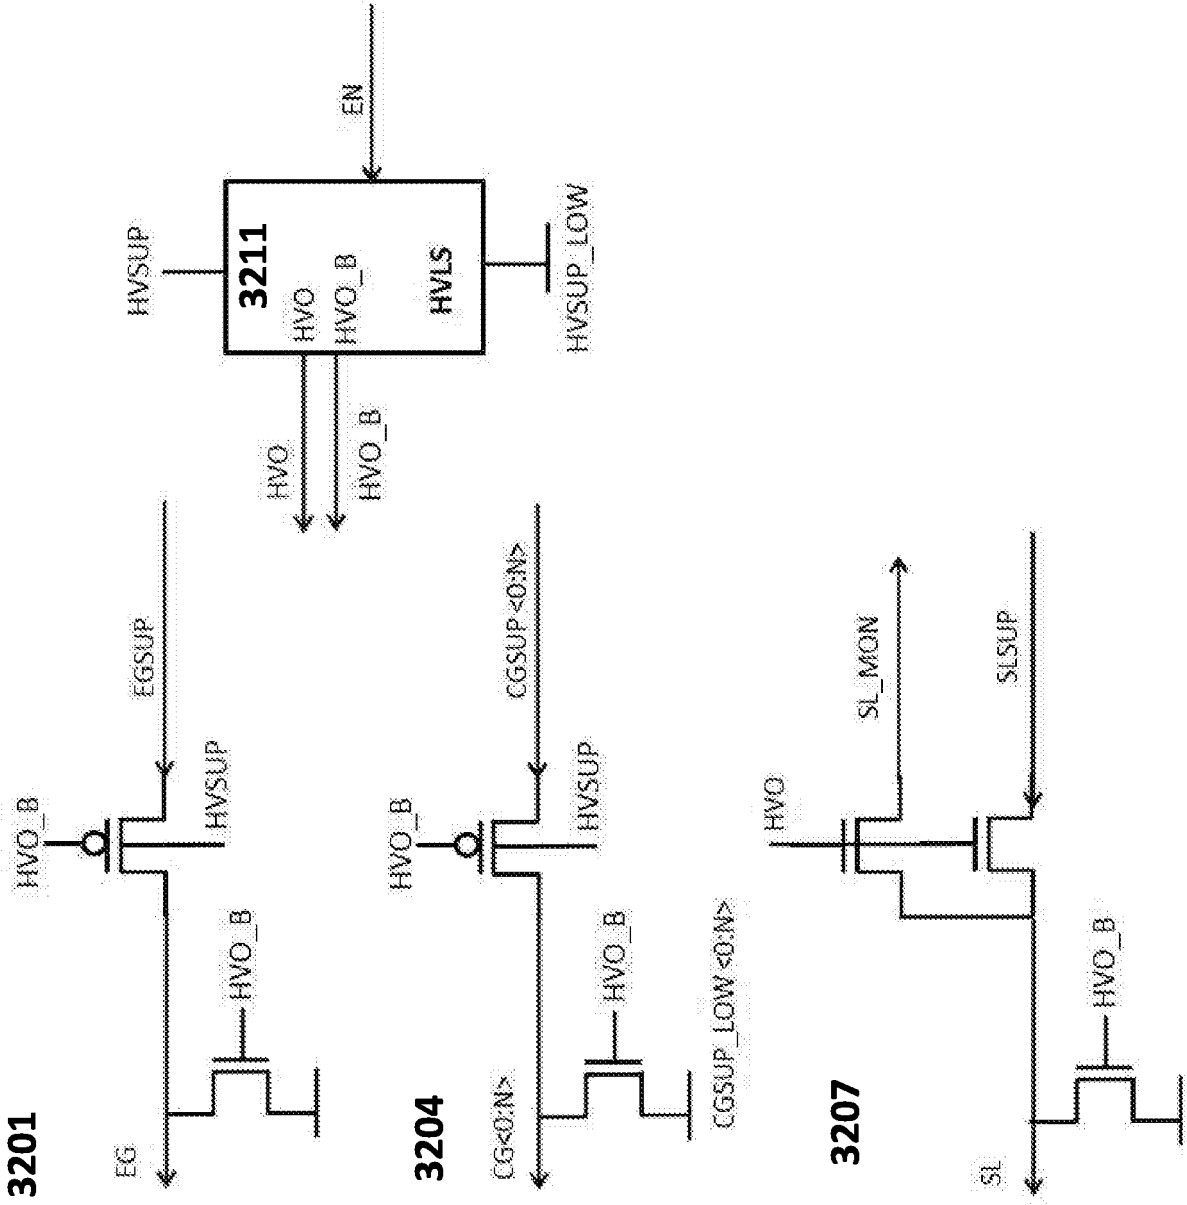 3201
HVO_B
EG
EGSUP
HVSUP
HVO_B
3204
HVO_B
CG<0:N>
CGSUP<0:N>
HVSUP
HVO_B
CGSUP_LOW <0:N>
3207
HVO
SL_MON
SL
SLSUP
HVO_B
HVSUP
3211
HVO
HVO
HVO_B
HVO_B
EN
HVLS
HVSUP_LOW